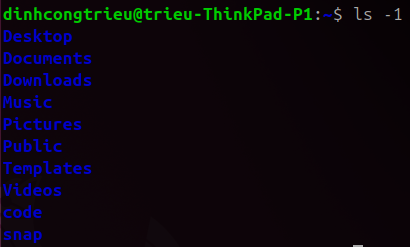 dinhcongtrieu@trieu-ThinkPad-P1:~$ ls -1
Desktop
Documents
Downloads
Music
Pictures
Public
Templates
Videos
code
snap